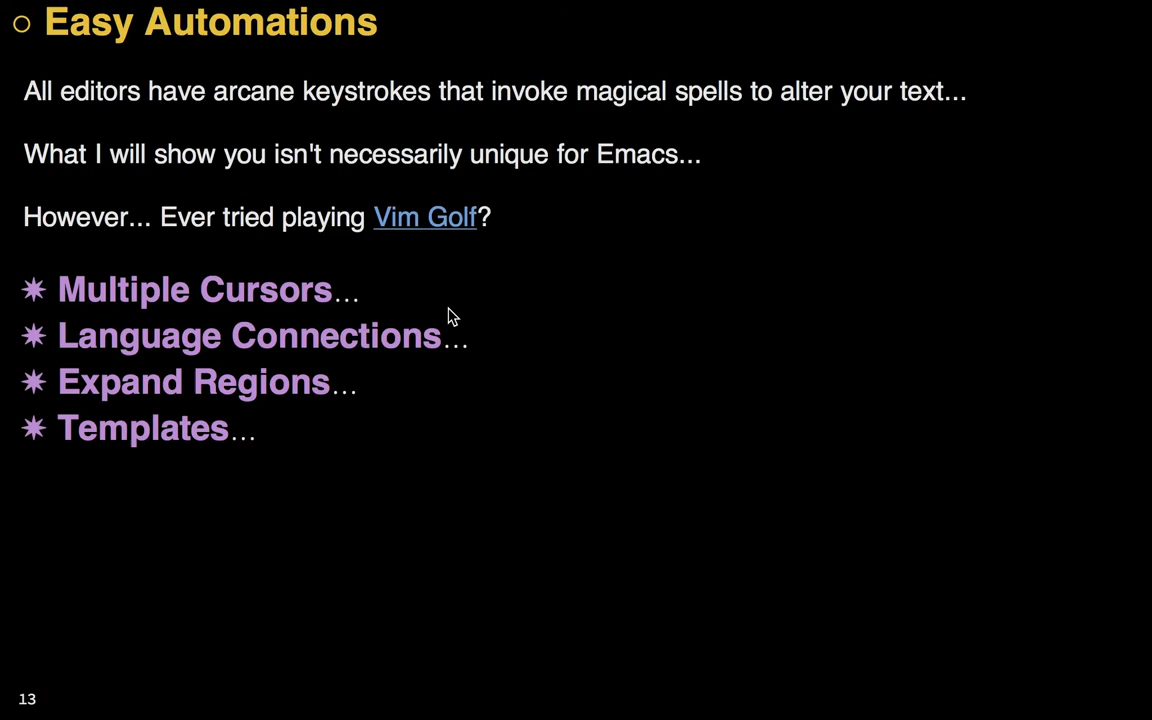 Easy Automations
All editors have arcane keystrokes that invoke magical spells to alter your text...
What I will show you isn't necessarily unique for Emacs...
However... Ever tried playing Vim Golf?
Multiple Cursors...
Language Connections...
Expand Regions...
Templates...
13